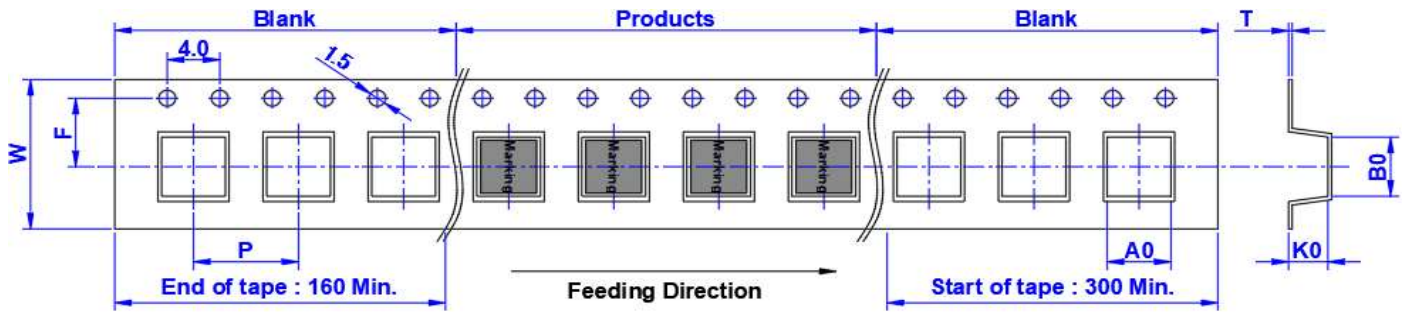 Blank
Products
Blank
T
4.0
1.5
F
W
Marking
Marking
Marking
Marking
B0
P
A0
K0
End of tape : 160 Min.
Feeding Direction
Start of tape : 300 Min.